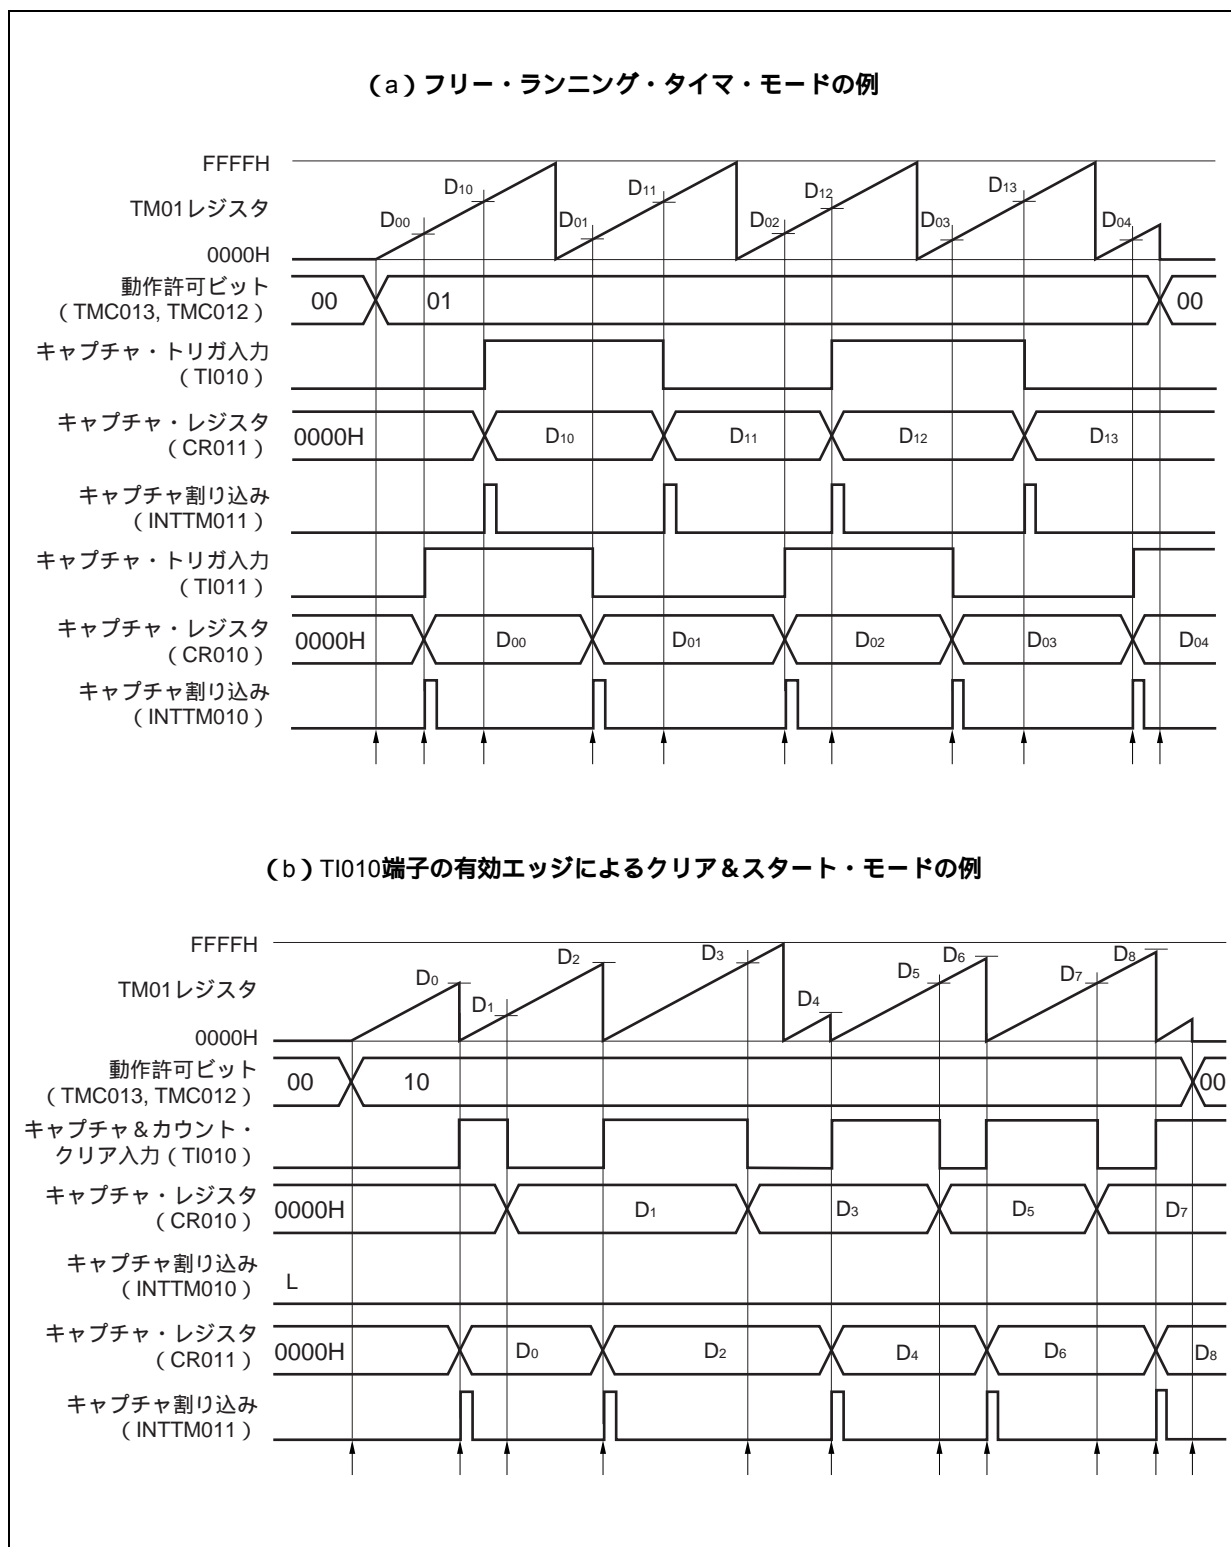 （a）フリー・ランニング・タイマ・モードの例
FFFFH
TM01レジスタ
0000H
D00
D10
D01
D11
D02
D12
D03
D13
D04
動作許可ビット
（TMC013, TMC012）
00
01
00
キャプチャ・トリガ入力
（TI010）
キャプチャ・レジスタ
（CR011）
0000H
D10
D11
D12
D13
キャプチャ割り込み
（INTTM011）
キャプチャ・トリガ入力
（TI011）
キャプチャ・レジスタ
（CR010）
0000H
D00
D01
D02
D03
D04
キャプチャ割り込み
（INTTM010）
（b）TI010端子の有効エッジによるクリア＆スタート・モードの例
FFFFH
TM01レジスタ
0000H
D0
D1
D2
D3
D4
D5
D6
D7
D8
動作許可ビット
（TMC013, TMC012）
00
10
00
キャプチャ＆カウント・
クリア入力（TI010）
キャプチャ・レジスタ
（CR010）
0000H
D1
D3
D5
D7
キャプチャ割り込み
（INTTM010）
L
キャプチャ・レジスタ
（CR011）
0000H
D0
D2
D4
D6
D8
キャプチャ割り込み
（INTTM011）